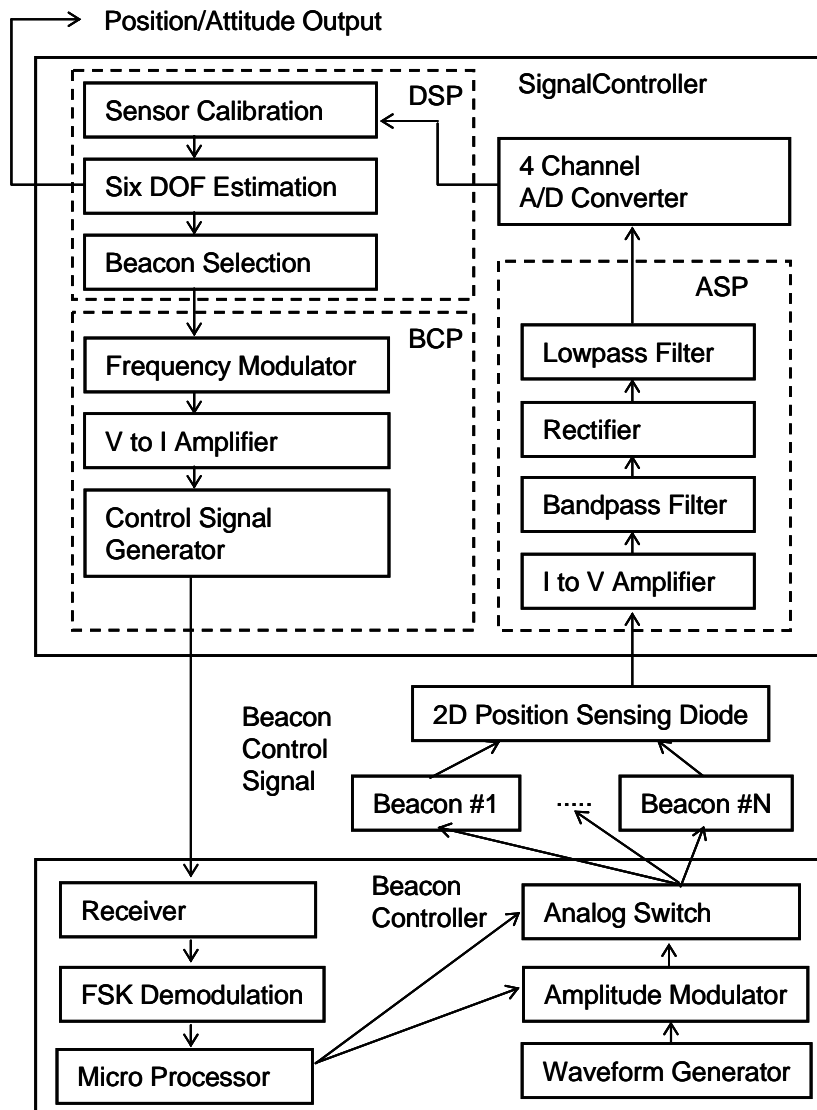 Position/Attitude Output
SignalController
DSP
Sensor Calibration
Six DOF Estimation
Beacon Selection
4 Channel
A/D Converter
BCP
Frequency Modulator
V to I Amplifier
Control Signal
Generator
ASP
Lowpass Filter
Rectifier
Bandpass Filter
I to V Amplifier
2D Position Sensing Diode
Beacon
Control
Signal
Beacon #1
.....
Beacon #N
Beacon
Controller
Receiver
FSK Demodulation
Micro Processor
Analog Switch
Amplitude Modulator
Waveform Generator